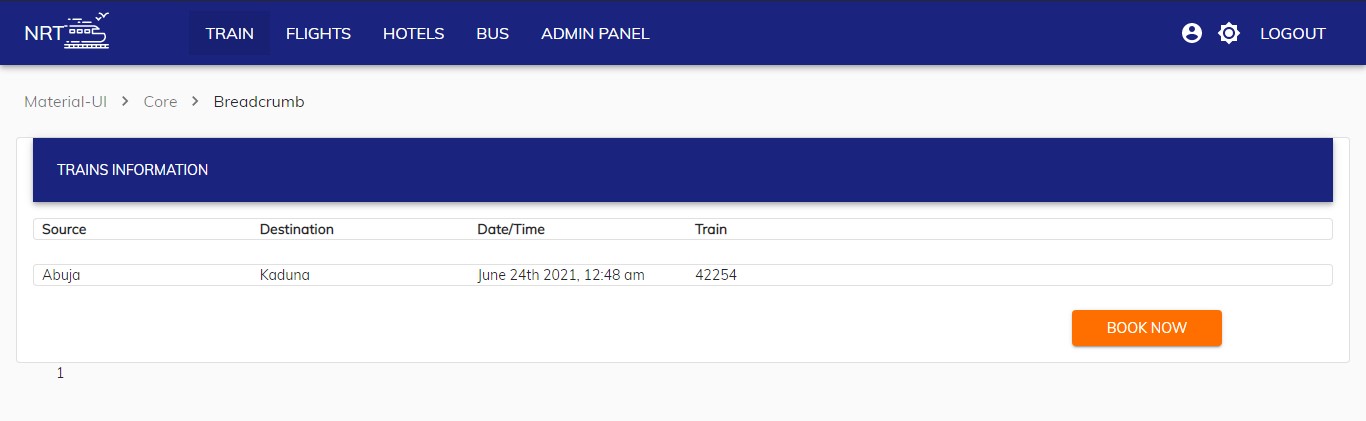 NRT TRAIN FLIGHTS HOTELS BUS ADMIN PANEL LOGOUT
Material-UI > Core > Breadcrumb
TRAINS INFORMATION
Source Destination Date/Time Train
Abuja Kaduna June 24th 2021, 12:48 am 42254
BOOK NOW
1